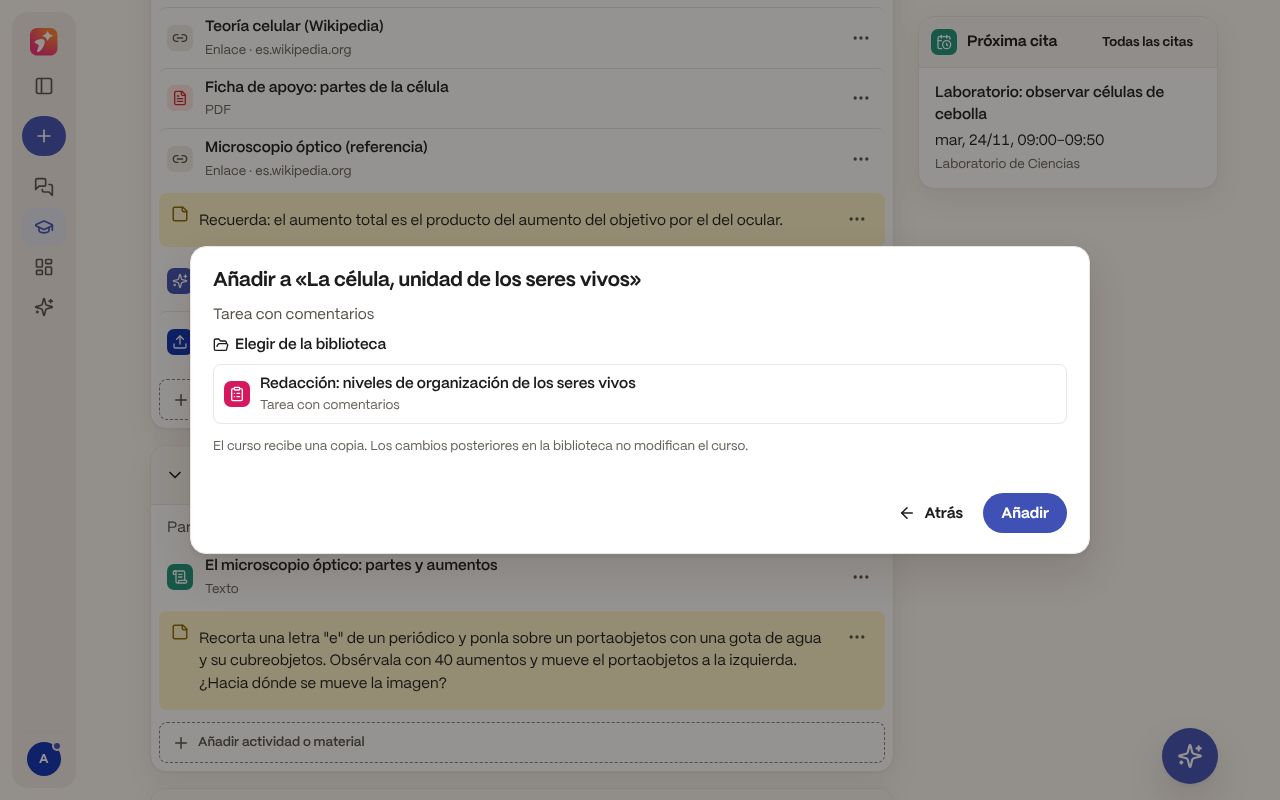 Teoría celular (Wikipedia)
Enlace · es.wikipedia.org
Ficha de apoyo: partes de la célula
PDF
Microscopio óptico (referencia)
Enlace · es.wikipedia.org
Recuerda: el aumento total es el producto del aumento del objetivo por el del ocular.
Próxima cita
Todas las citas
Laboratorio: observar células de
cebolla
mar, 24/11, 09:00–09:50
Laboratorio de Ciencias
Añadir a «La célula, unidad de los seres vivos»
Tarea con comentarios
Elegir de la biblioteca
Redacción: niveles de organización de los seres vivos
Tarea con comentarios
El curso recibe una copia. Los cambios posteriores en la biblioteca no modifican el curso.
Atrás
Añadir
Par
El microscopio óptico: partes y aumentos
Texto
Recorta una letra "e" de un periódico y ponla sobre un portaobjetos con una gota de agua
y su cubreobjetos. Obsérvala con 40 aumentos y mueve el portaobjetos a la izquierda.
¿Hacia dónde se mueve la imagen?
Añadir actividad o material
A